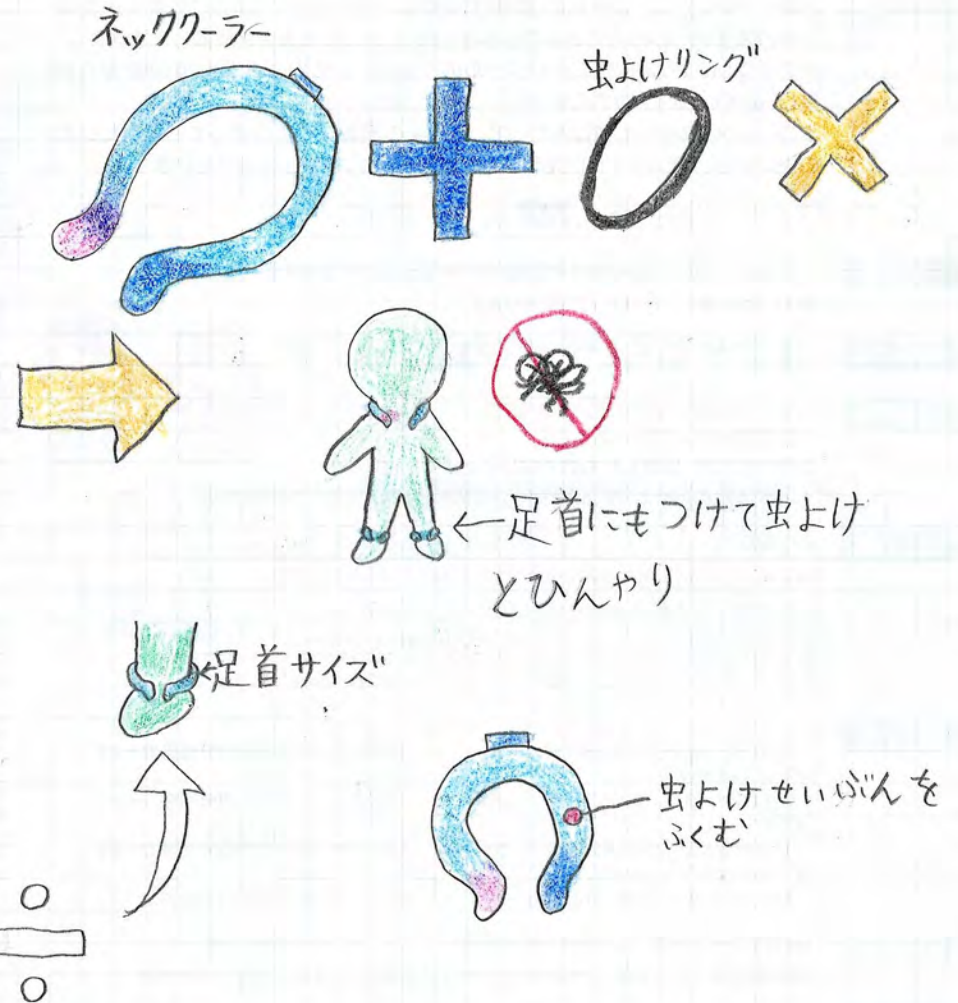 ネッククーラー
虫よけリング
←足首にもつけて虫よけ
とひんやり
←足首サイズ
虫よけせいぶんを
ふくむ